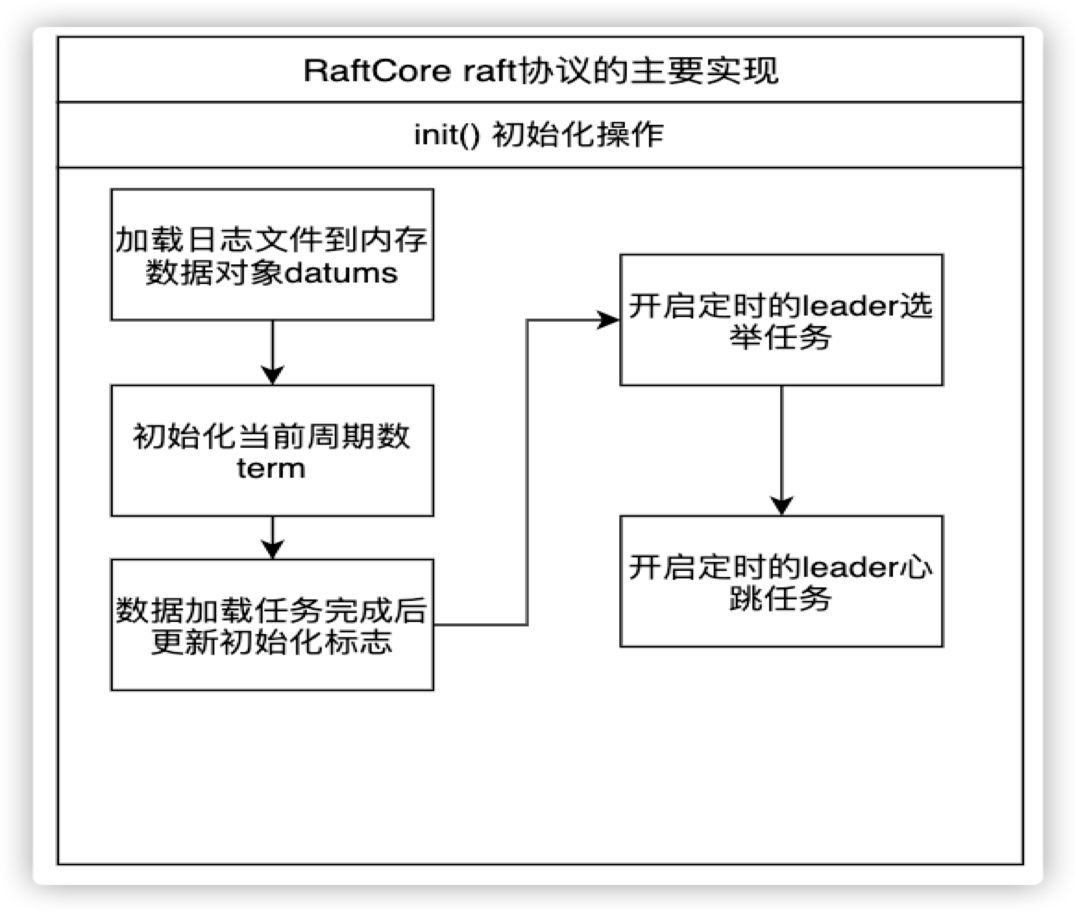 RaftCore raft协议的主要实现
init() 初始化操作
加载日志文件到内存
数据对象datums
初始化当前周期数
term
数据加载任务完成后
更新初始化标志
开启定时的leader选
举任务
开启定时的leader心
跳任务